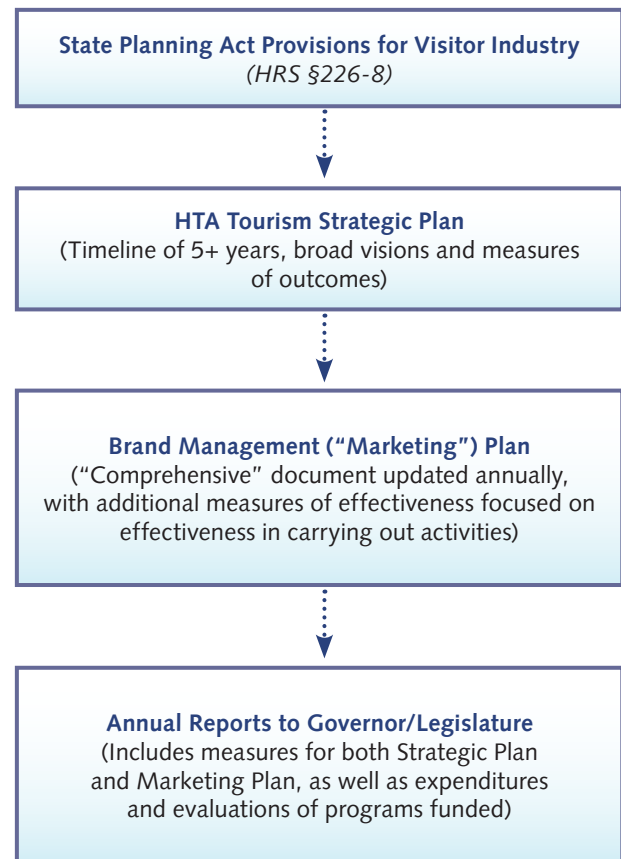 State Planning Act Provisions for Visitor Industry
(HRS §226-8)
HTA Tourism Strategic Plan
(Timeline of 5+ years, broad visions and measures
of outcomes)
Brand Management (“Marketing”) Plan
(“Comprehensive” document updated annually,
with additional measures of effectiveness focused on
effectiveness in carrying out activities)
Annual Reports to Governor/Legislature
(Includes measures for both Strategic Plan
and Marketing Plan, as well as expenditures
and evaluations of programs funded)